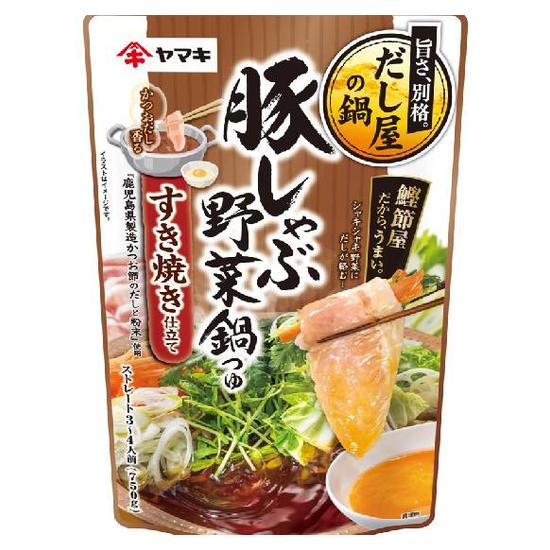 ヤマキ
旨さ、別格。
だし屋
の鍋
かつおだし
香る
イラストはイメージです。
豚しゃぶ
野菜鍋つゆ
すき焼き仕立て
鰹節屋
だから、うまい。
シャキシャキ野菜に
だしが絡む！
『鹿児島県製造かつお節のだしと粉末』使用
ストレート3～4人前(750g)
調理例